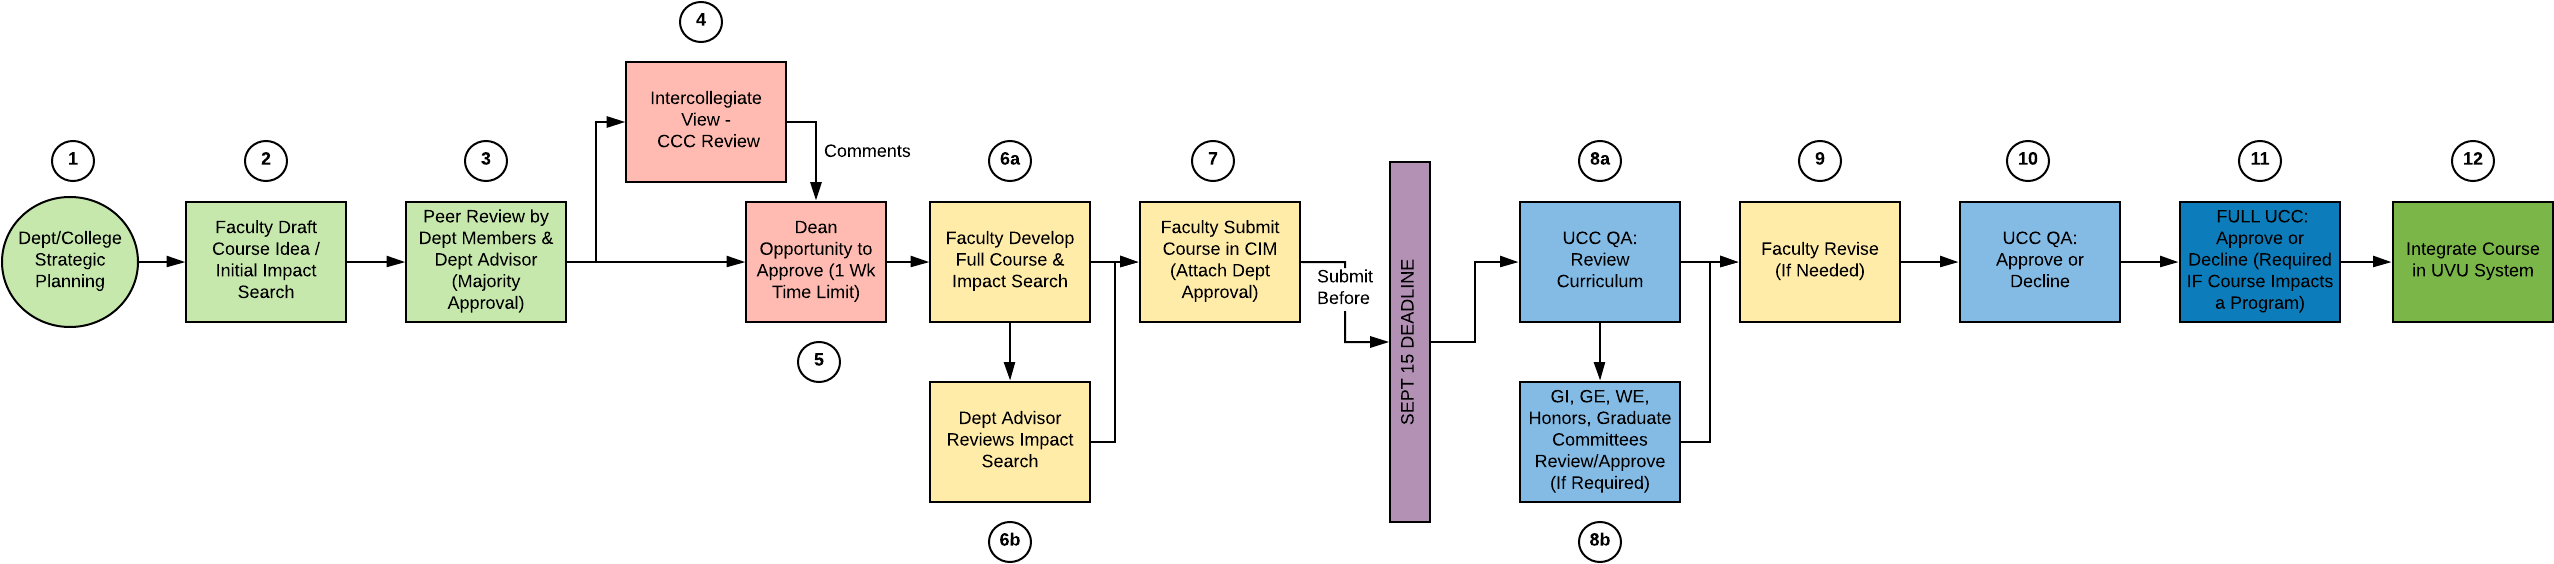 1
Dept/College
Strategic
Planning
2
Faculty Draft
Course Idea /
Initial Impact
Search
3
Peer Review by
Dept Members &
Dept Advisor
(Majority
Approval)
4
Intercollegiate
View -
CCC Review
Comments
Dean
Opportunity to
Approve (1 Wk
Time Limit)
5
6a
Faculty Develop
Full Course &
Impact Search
Dept Advisor
Reviews Impact
Search
6b
7
Faculty Submit
Course in CIM
(Attach Dept
Approval)
Submit
Before
SEPT 15 DEADLINE
8a
UCC QA:
Review
Curriculum
GI, GE, WE,
Honors, Graduate
Committees
Review/Approve
(If Required)
8b
9
Faculty Revise
(If Needed)
10
UCC QA:
Approve or
Decline
11
FULL UCC:
Approve or
Decline (Required
IF Course Impacts
a Program)
12
Integrate Course
in UVU System